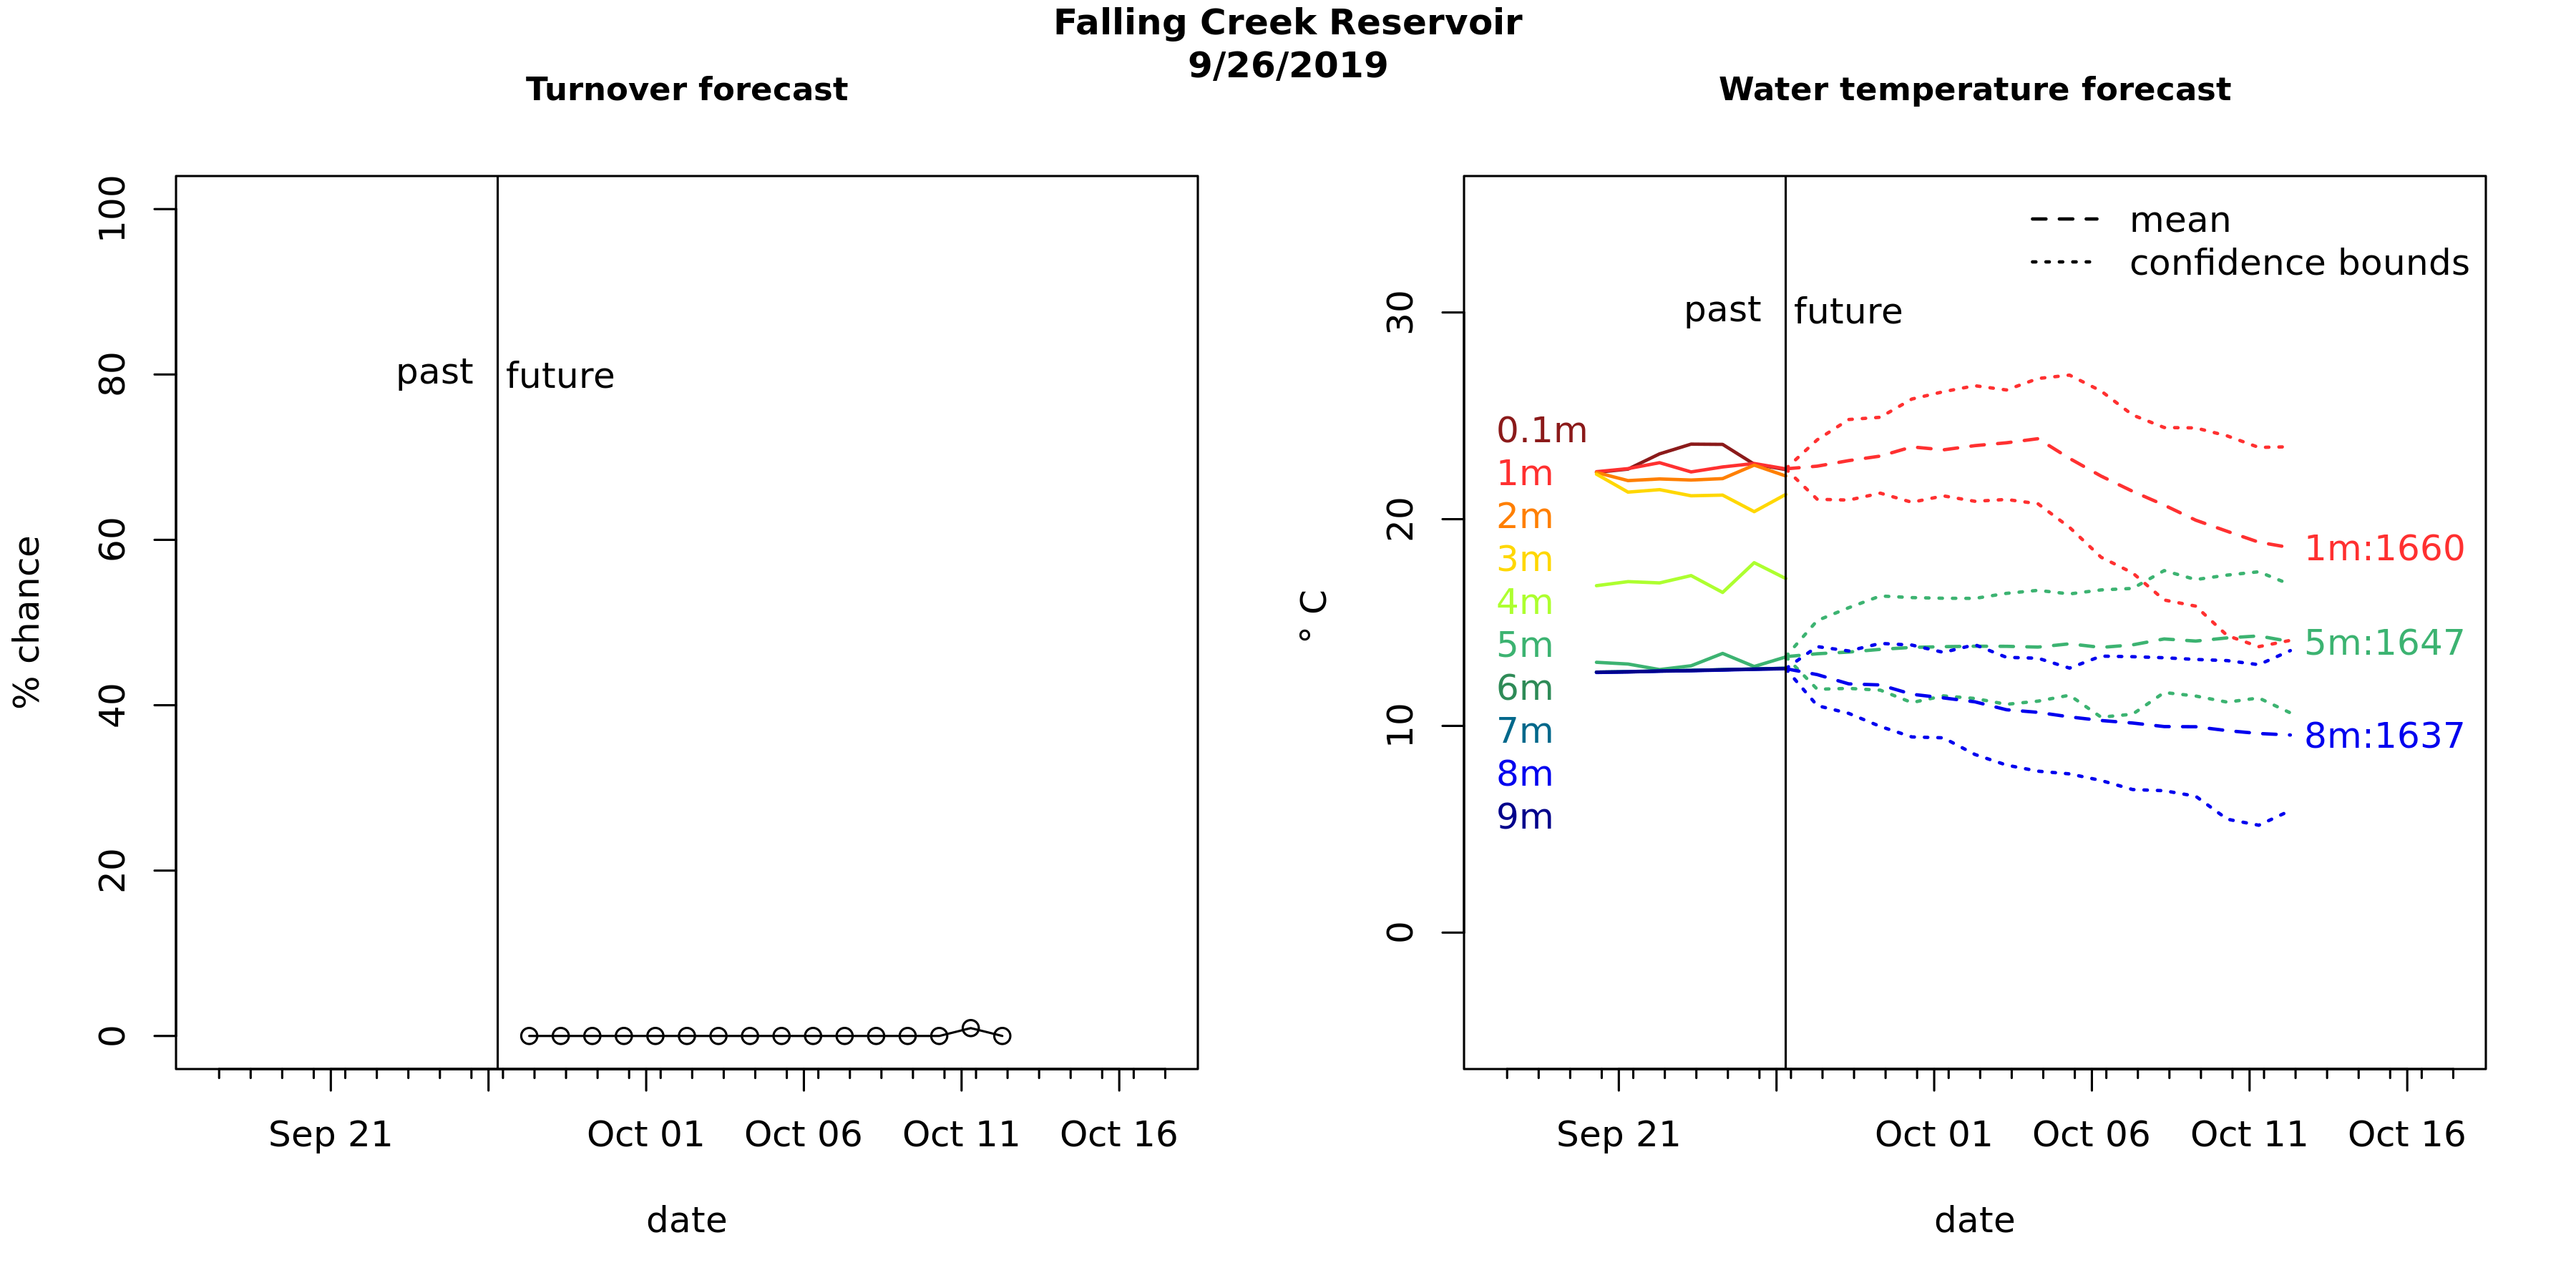 Falling Creek Reservoir
9/26/2019
Turnover forecast
% chance
100
80
60
40
20
0
past
future
Sep 21
Oct 01
Oct 06
Oct 11
Oct 16
date
Water temperature forecast
° C
30
20
10
0
mean
confidence bounds
past
future
0.1m
1m
2m
3m
4m
5m
6m
7m
8m
9m
1m:1660
5m:1647
8m:1637
Sep 21
Oct 01
Oct 06
Oct 11
Oct 16
date